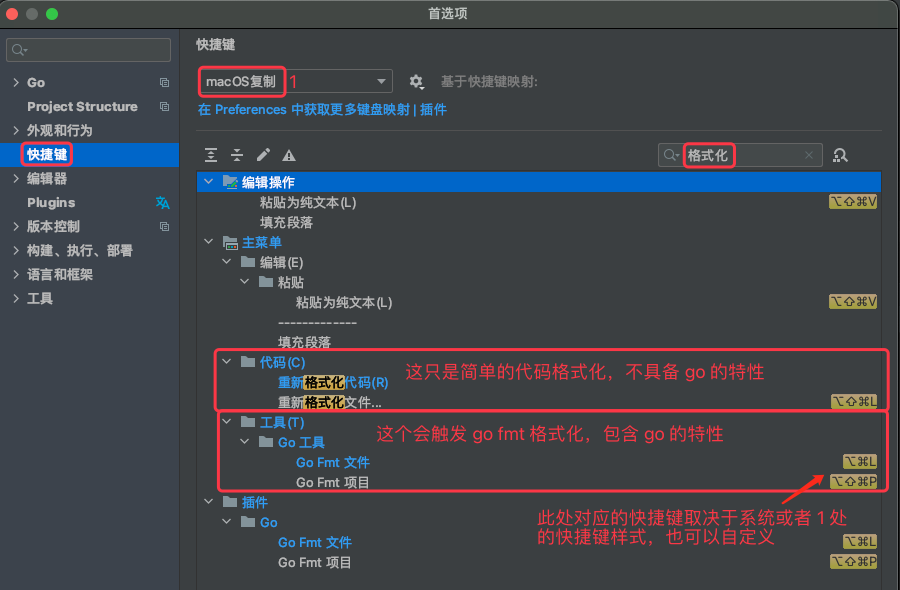 首选项
Go
Project Structure
外观和行为
快捷键
编辑器
Plugins
版本控制
构建、执行、部署
语言和框架
工具
快捷键
macOS复制 1
基于快捷键映射:
在 Preferences 中获取更多键盘映射 | 插件
格式化
编辑操作
粘贴为纯文本(L) ⌥⇧⌘V
填充段落
主菜单
编辑(E)
粘贴
粘贴为纯文本(L) ⌥⇧⌘V
-------------
填充段落
代码(C)
这只是简单的代码格式化，不具备 go 的特性
重新格式化代码(R)
重新格式化文件... ⌥⇧⌘L
工具(T)
这个会触发 go fmt 格式化，包含 go 的特性
Go 工具
Go Fmt 文件 ⌥⌘L
Go Fmt 项目 ⌥⇧⌘P
插件
Go
此处对应的快捷键取决于系统或者 1 处
的快捷键样式，也可以自定义
Go Fmt 文件 ⌥⌘L
Go Fmt 项目 ⌥⇧⌘P